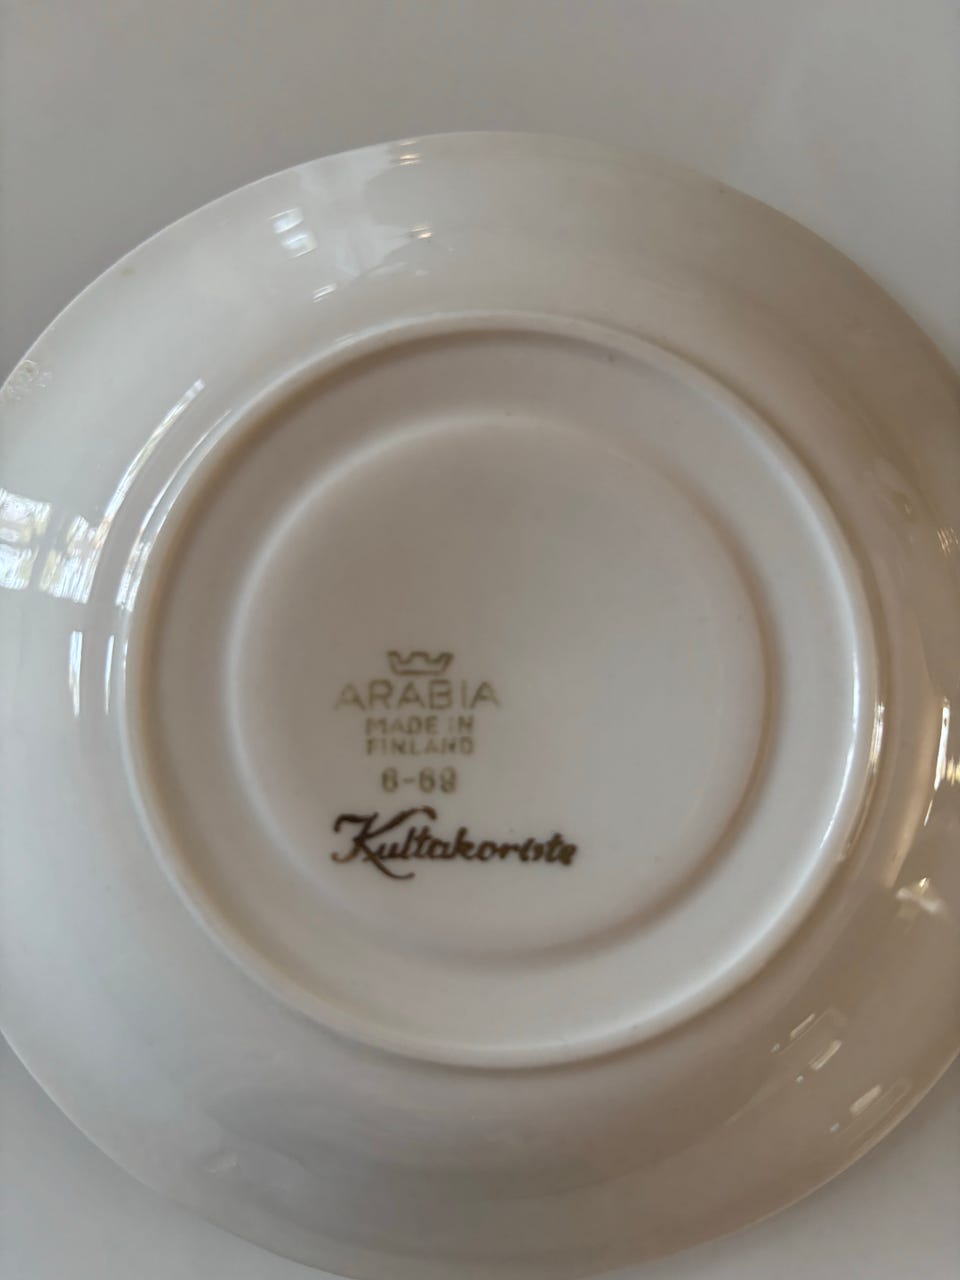 ARABIA
MADE IN
FINLAND
6-69
Kultakoriste